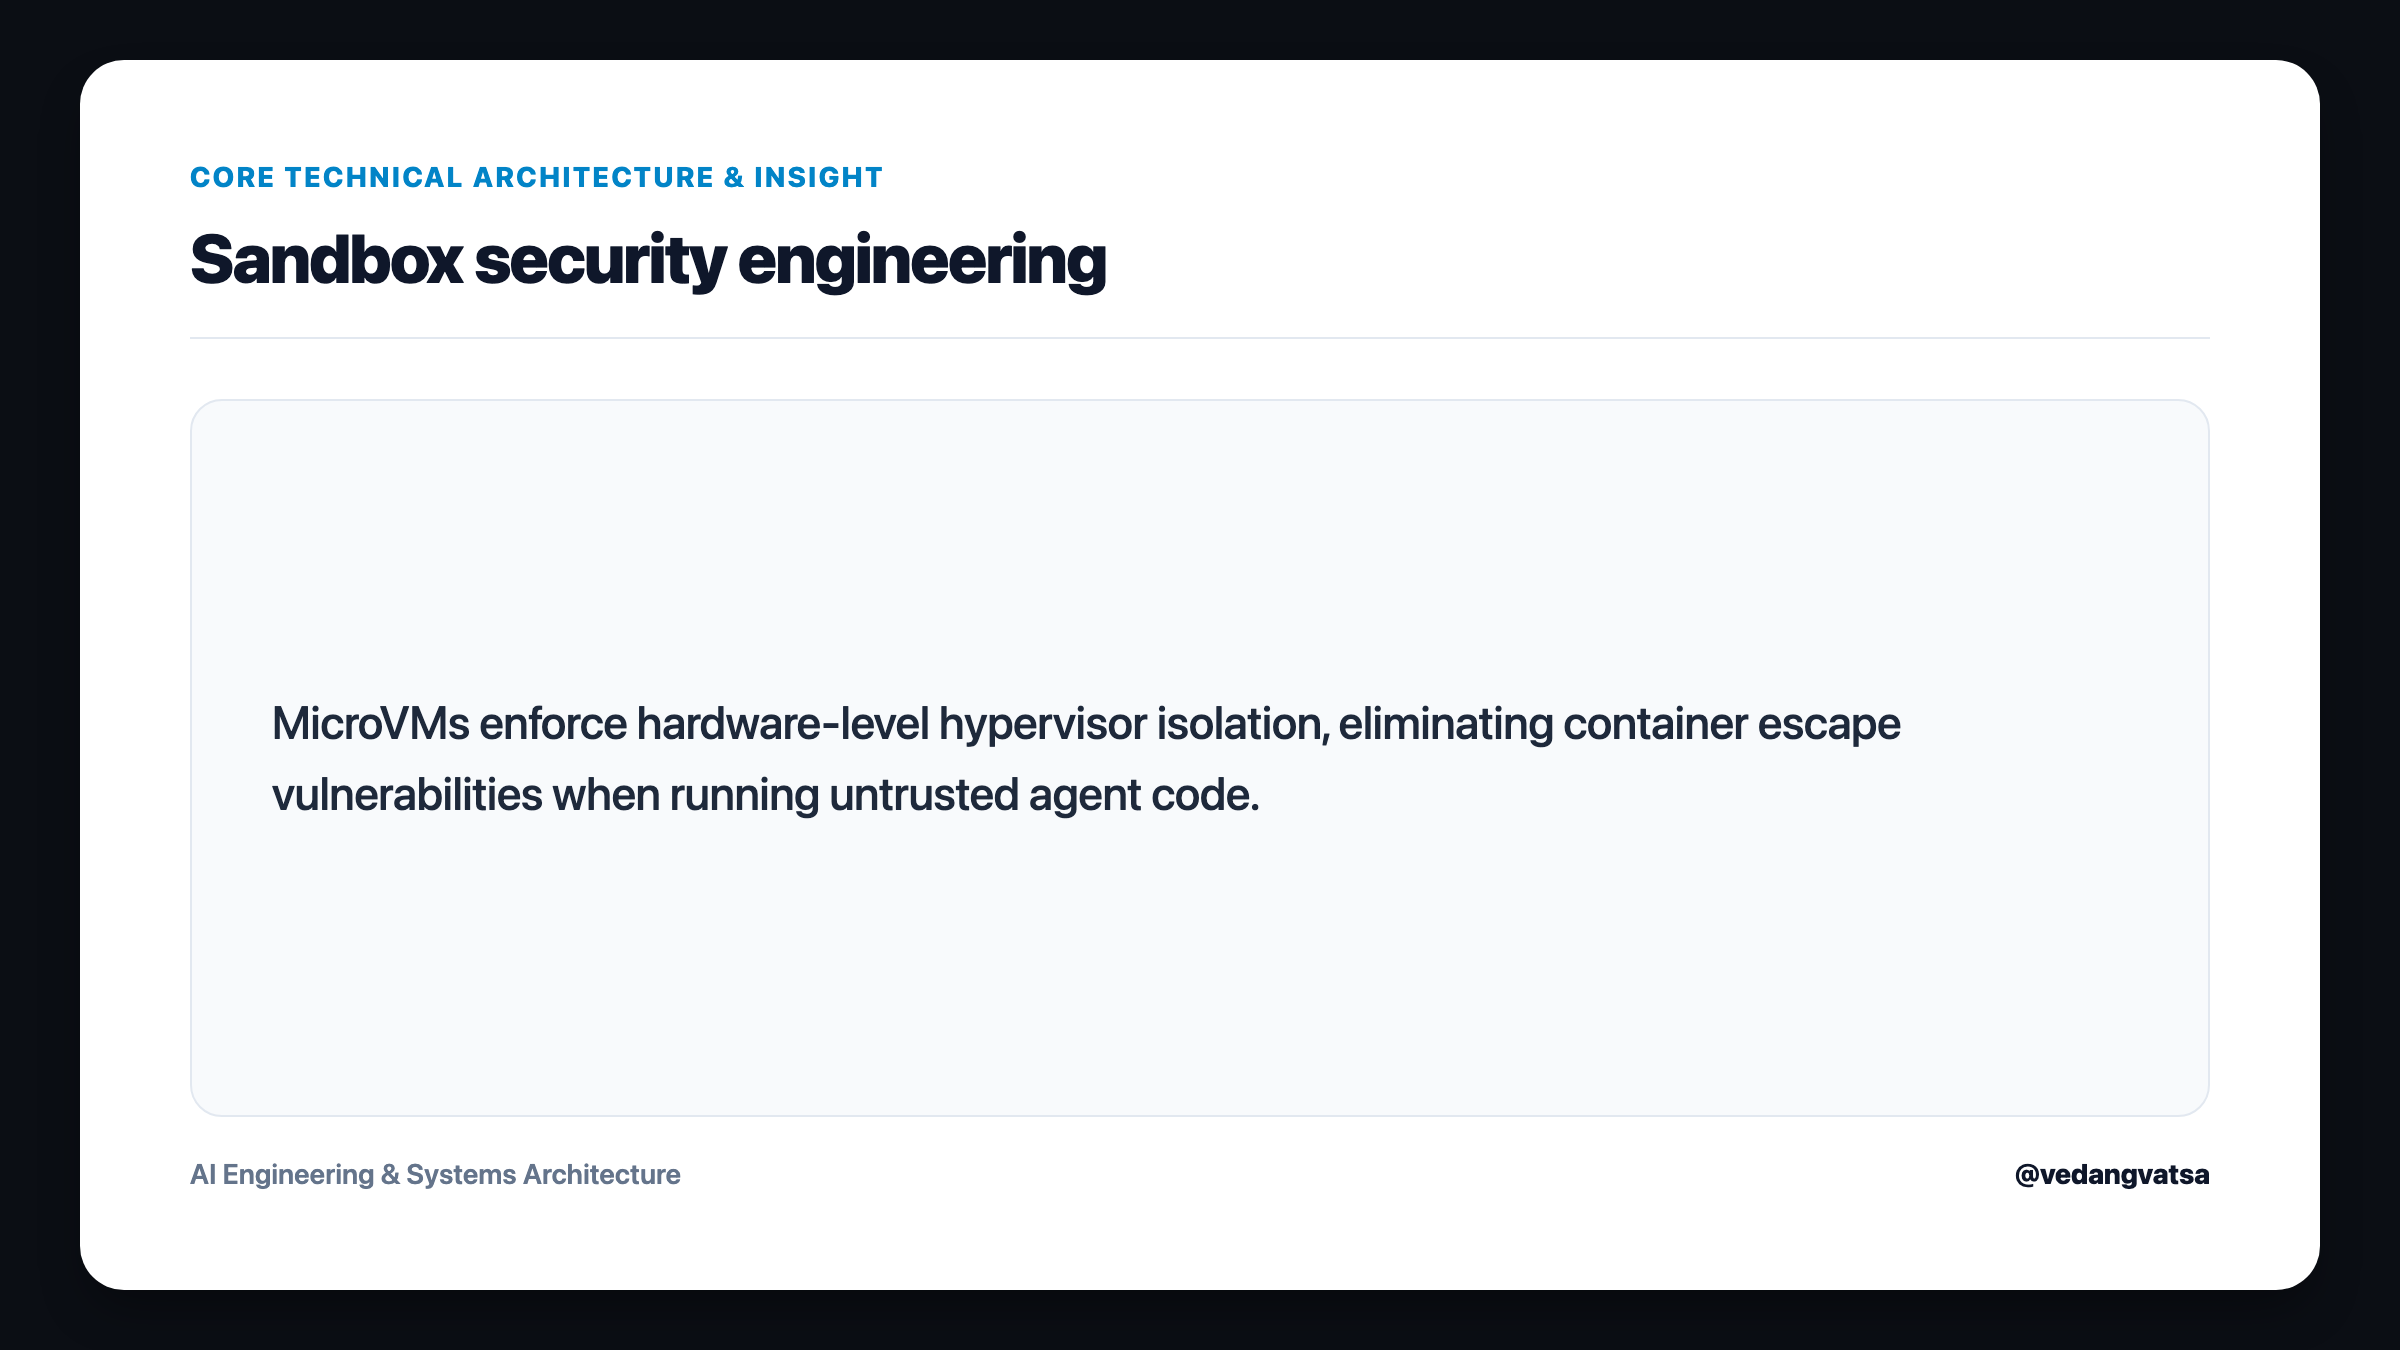 CORE TECHNICAL ARCHITECTURE & INSIGHT
Sandbox security engineering
MicroVMs enforce hardware-level hypervisor isolation, eliminating container escape
vulnerabilities when running untrusted agent code.
AI Engineering & Systems Architecture
@vedangvatsa